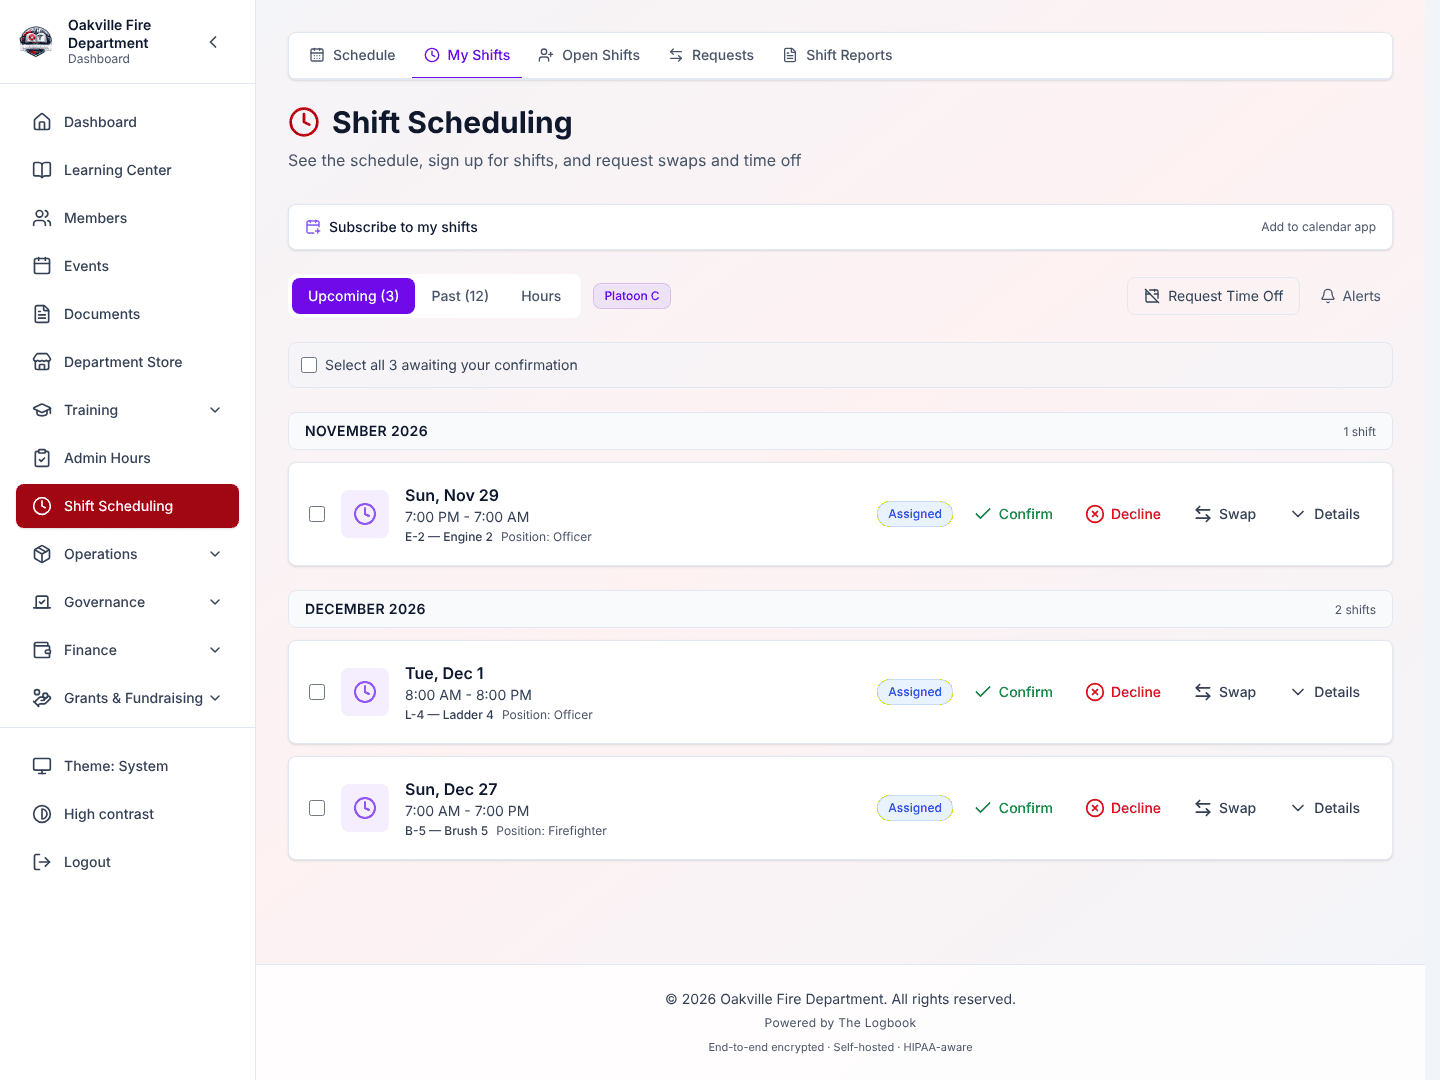 Oakville Fire
Department
Dashboard
Dashboard
Learning Center
Members
Events
Documents
Department Store
Training
Admin Hours
Shift Scheduling
Operations
Governance
Finance
Grants & Fundraising
Theme: System
High contrast
Logout
Schedule
My Shifts
Open Shifts
Requests
Shift Reports
Shift Scheduling
See the schedule, sign up for shifts, and request swaps and time off
Subscribe to my shifts
Add to calendar app
Upcoming (3)
Past (12)
Hours
Platoon C
Request Time Off
Alerts
Select all 3 awaiting your confirmation
NOVEMBER 2026
1 shift
Sun, Nov 29
7:00 PM - 7:00 AM
E-2 — Engine 2 Position: Officer
Assigned
Confirm
Decline
Swap
Details
DECEMBER 2026
2 shifts
Tue, Dec 1
8:00 AM - 8:00 PM
L-4 — Ladder 4 Position: Officer
Assigned
Confirm
Decline
Swap
Details
Sun, Dec 27
7:00 AM - 7:00 PM
B-5 — Brush 5 Position: Firefighter
Assigned
Confirm
Decline
Swap
Details
© 2026 Oakville Fire Department. All rights reserved.
Powered by The Logbook
End-to-end encrypted · Self-hosted · HIPAA-aware